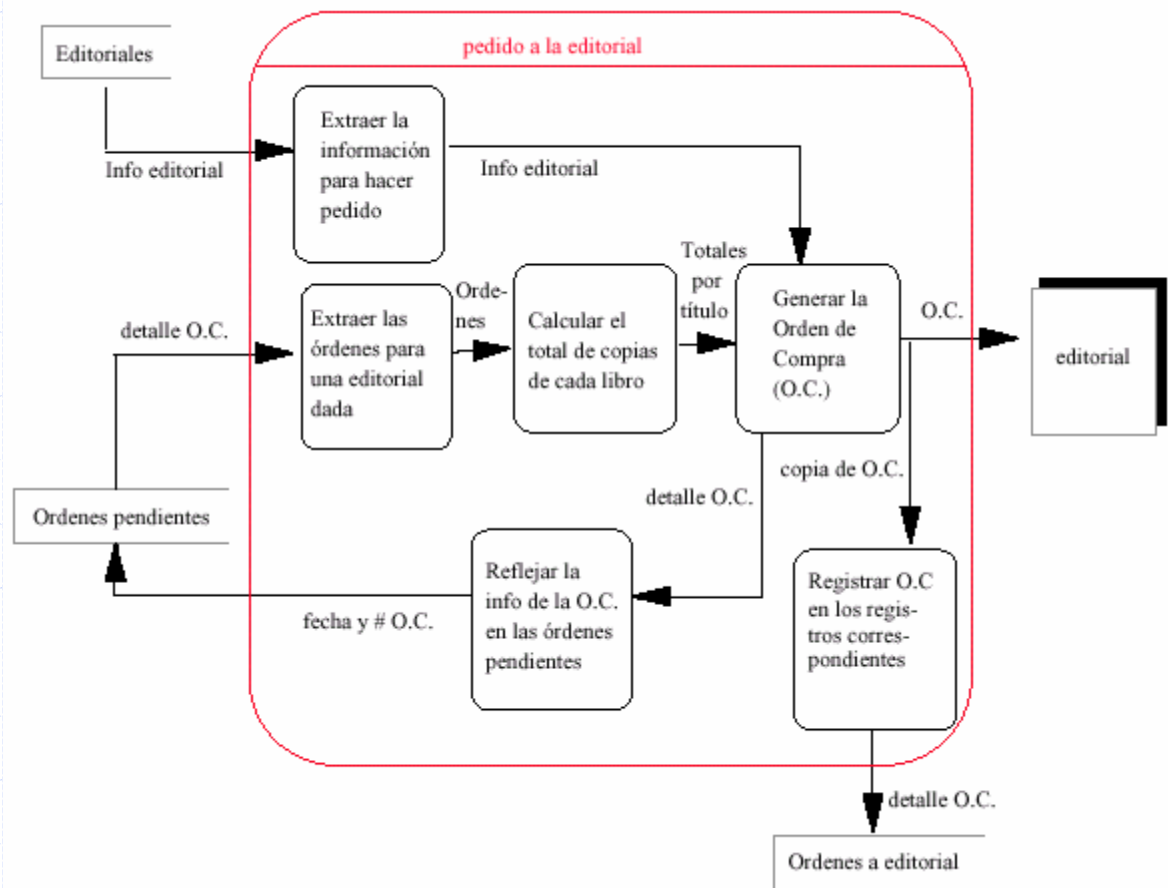 pedido a la editorial
Editoriales
Info editorial
Extraer la
información
para hacer
pedido
Info editorial
detalle O.C.
Extraer las
órdenes para
una editorial
dada
Orde-
nes
Calcular el
total de copias
de cada libro
Totales
por
título
Generar la
Orden de
Compra
(O.C.)
O.C.
editorial
Ordenes pendientes
detalle O.C.
copia de O.C.
fecha y # O.C.
Reflejar la
info de la O.C.
en las órdenes
pendientes
Registrar O.C
en los regis-
tros corres-
pondientes
detalle O.C.
Ordenes a editorial